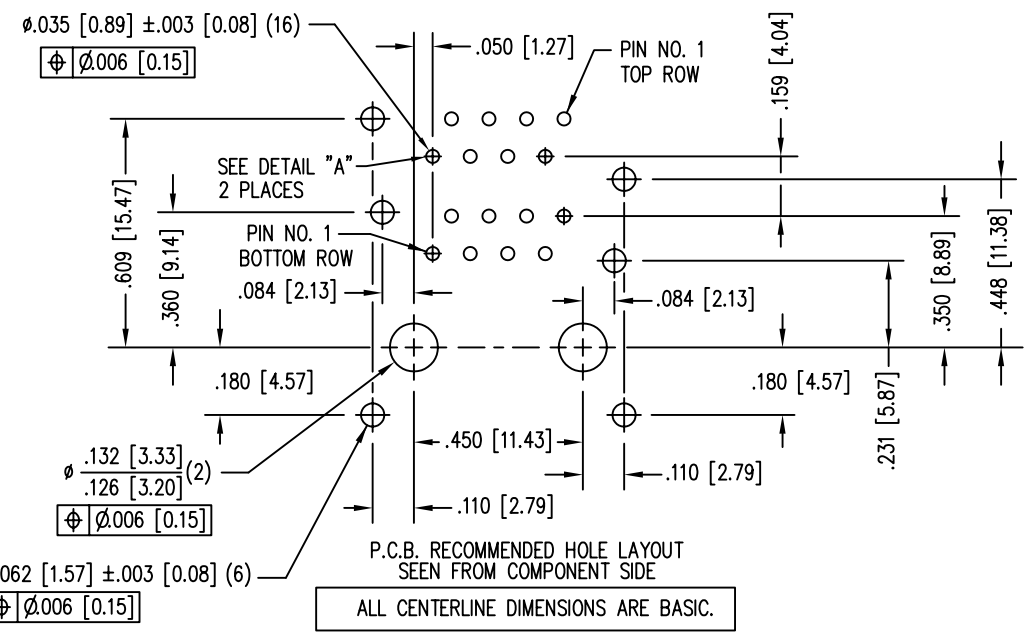 ø.035 [0.89] ±.003 [0.08] (16)
⌖ Ø.006 [0.15]
.050 [1.27]
PIN NO. 1
TOP ROW
.159 [4.04]
SEE DETAIL "A"
2 PLACES
PIN NO. 1
BOTTOM ROW
.609 [15.47]
.360 [9.14]
.084 [2.13]
.084 [2.13]
.350 [8.89]
.448 [11.38]
.180 [4.57]
.180 [4.57]
.231 [5.87]
.450 [11.43]
ø .132 [3.33]
.126 [3.20] (2)
⌖ Ø.006 [0.15]
.110 [2.79]
.110 [2.79]
062 [1.57] ±.003 [0.08] (6)
⌖ Ø.006 [0.15]
P.C.B. RECOMMENDED HOLE LAYOUT
SEEN FROM COMPONENT SIDE
ALL CENTERLINE DIMENSIONS ARE BASIC.